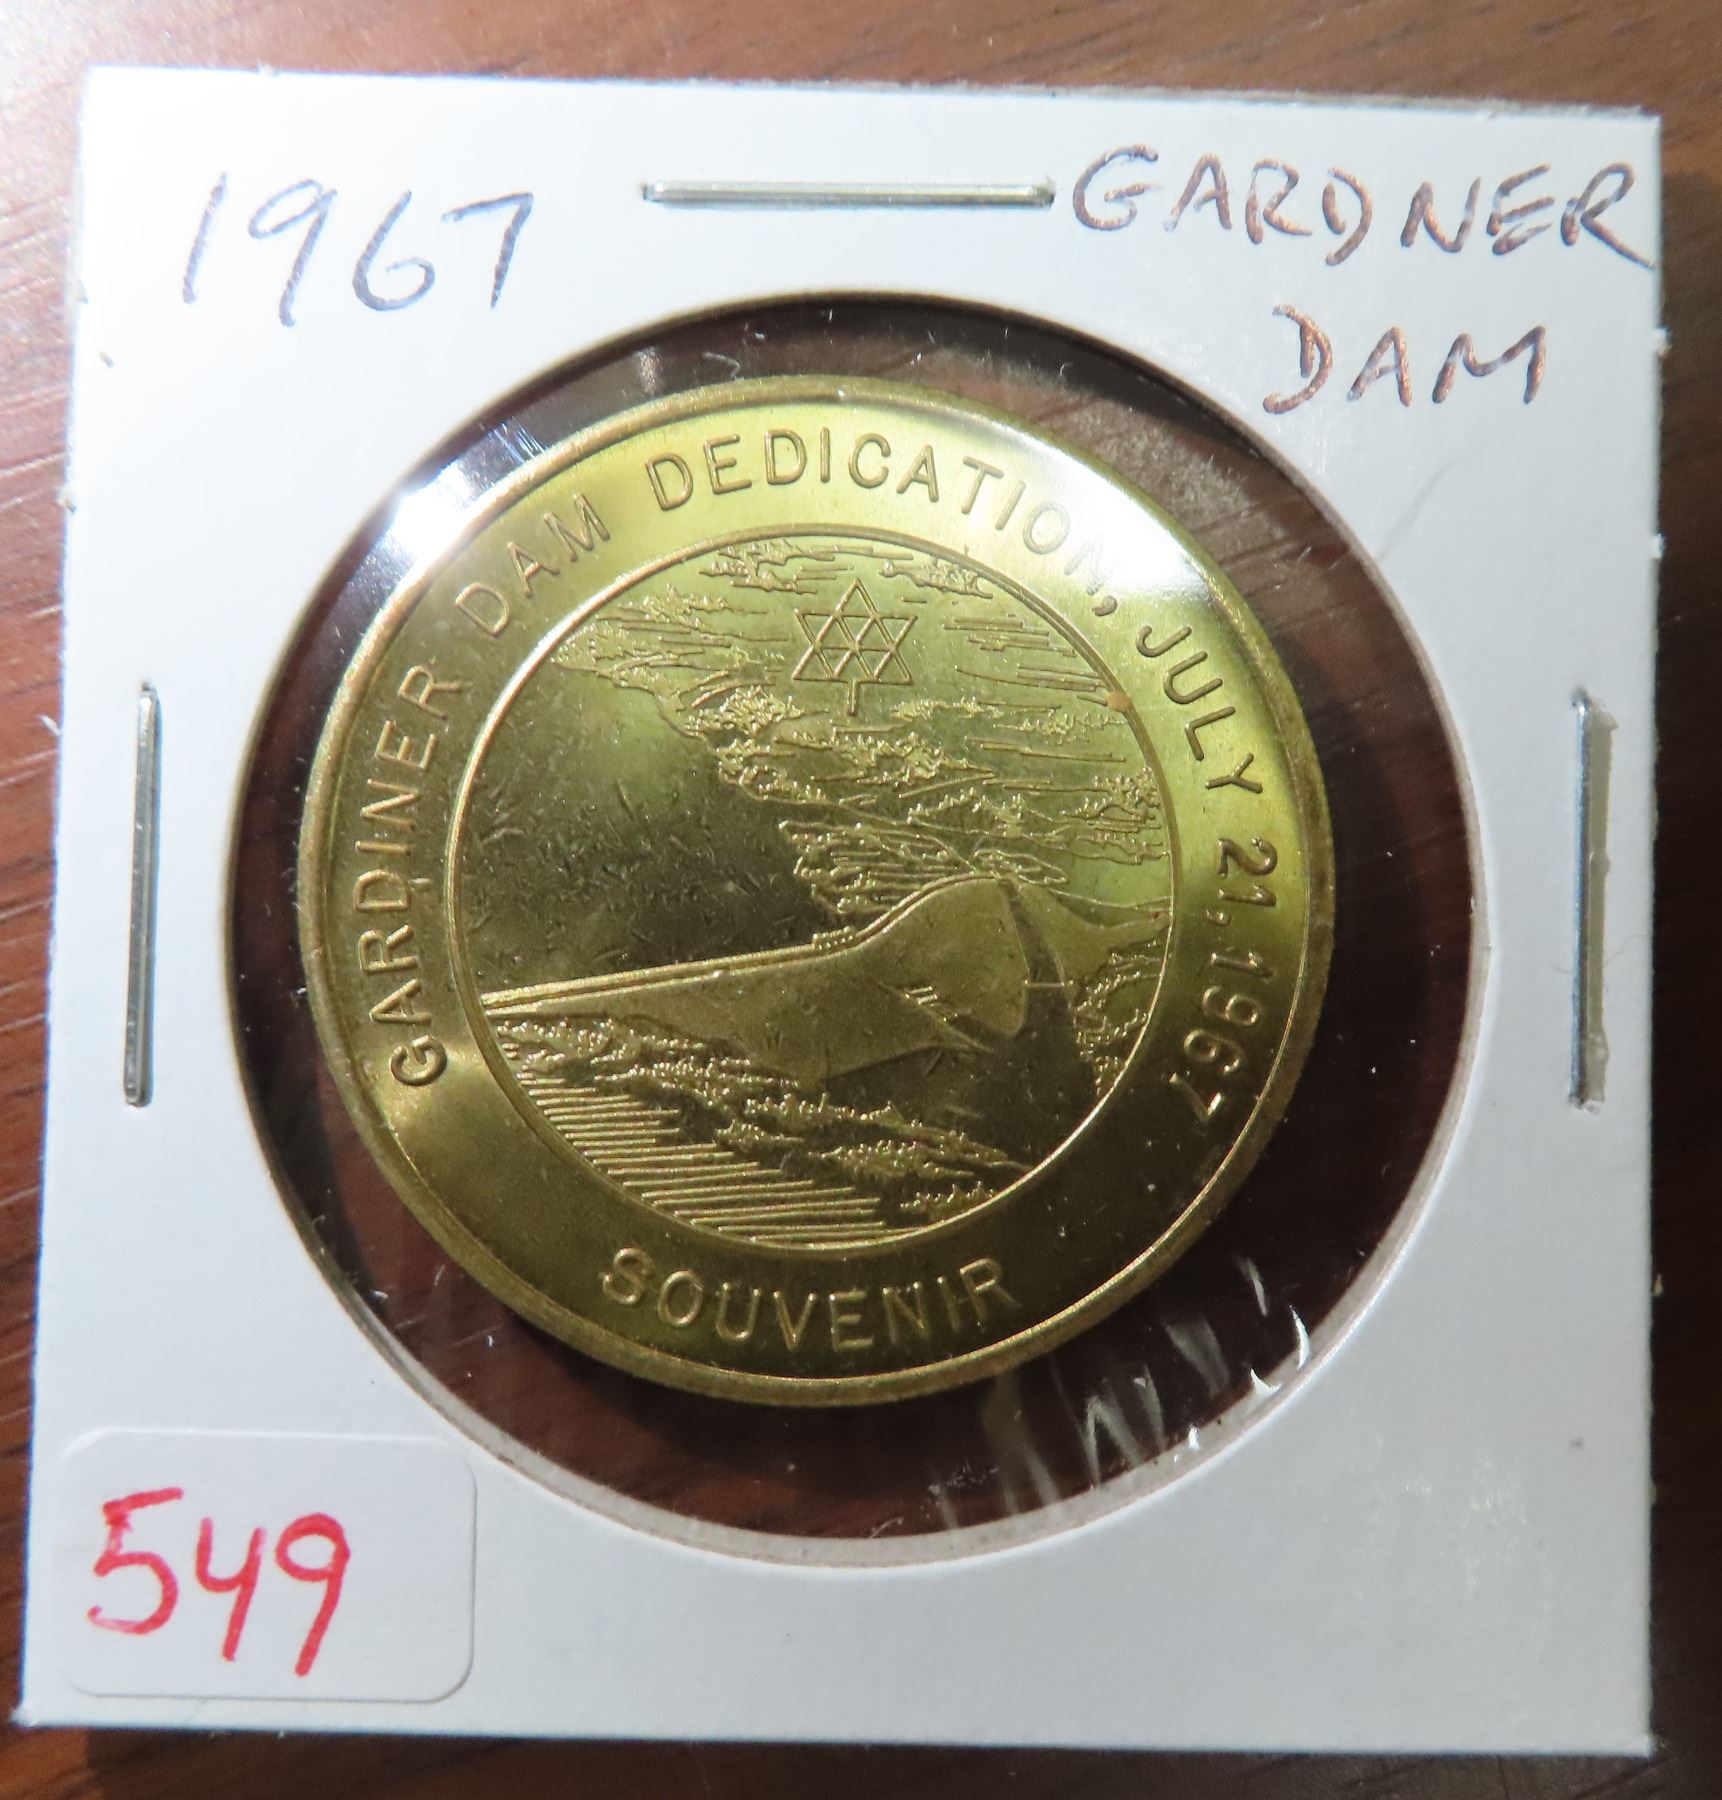 1967
GARDNER
DAM
GARDINER DAM DEDICATION, JULY 21, 1967
SOUVENIR
549